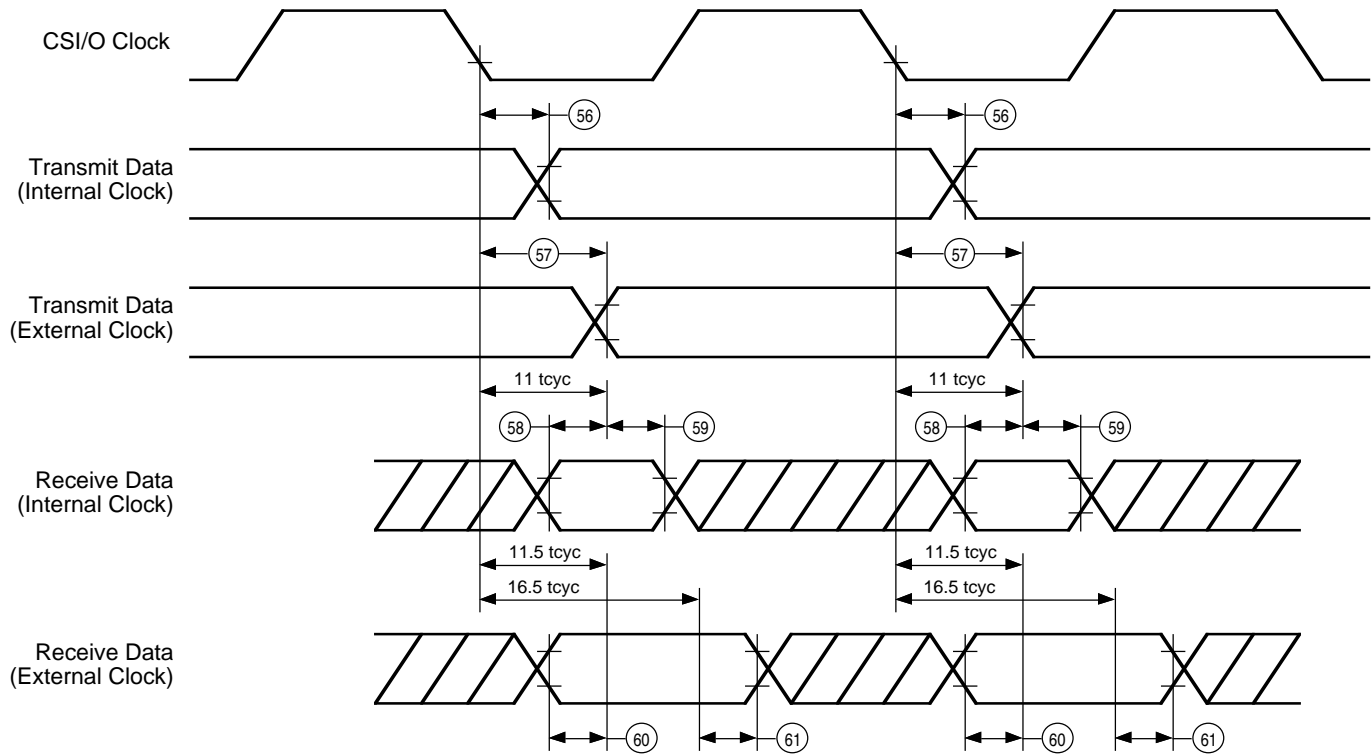 CSI/O Clock
56
56
Transmit Data
(Internal Clock)
57
57
Transmit Data
(External Clock)
11 tcyc
11 tcyc
58
59
58
59
Receive Data
(Internal Clock)
11.5 tcyc
11.5 tcyc
16.5 tcyc
16.5 tcyc
Receive Data
(External Clock)
60
61
60
61